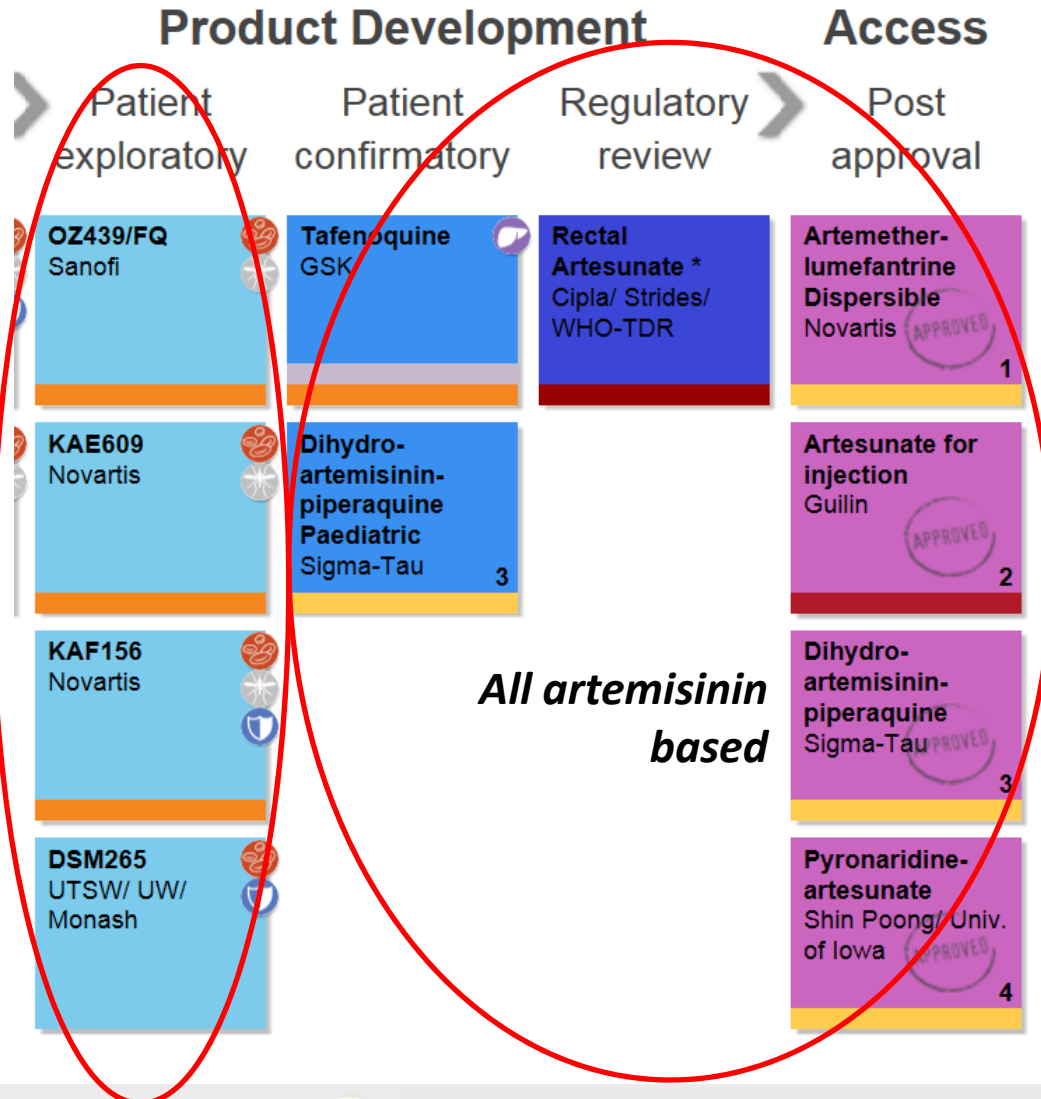 Product Development
Access
Patient
exploratory
Patient
confirmatory
Regulatory
review
Post
approval
OZ439/FQ
Sanofi
KAE609
Novartis
KAF156
Novartis
DSM265
UTSW/ UW/
Monash
Tafenoquine
GSK
Dihydro-
artemisinin-
piperaquine
Paediatric
Sigma-Tau
3
Rectal
Artesunate *
Cipla/ Strides/
WHO-TDR
All artemisinin
based
Artemether-
lumefantrine
Dispersible
Novartis
APPROVED
1
Artesunate for
injection
Guilin
APPROVED
2
Dihydro-
artemisinin-
piperaquine
Sigma-Tau
APPROVED
3
Pyronaridine-
artesunate
Shin Poong/ Univ.
of Iowa
APPROVED
4